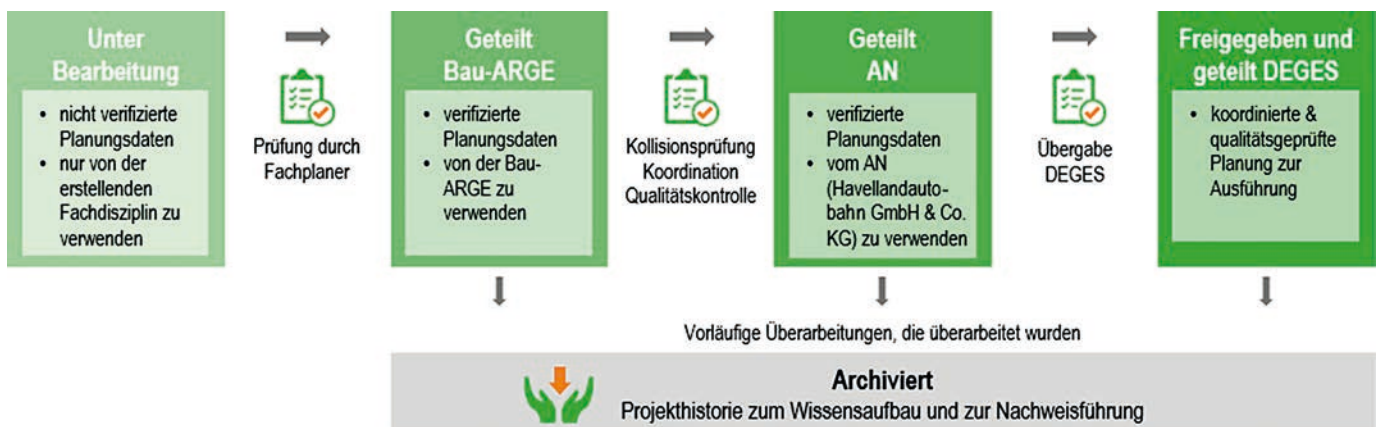 Unter
Bearbeitung
• nicht verifizierte
Planungsdaten
• nur von der
erstellenden
Fachdisziplin zu
verwenden
Prüfung durch
Fachplaner
Geteilt
Bau-ARGE
• verifizierte
Planungsdaten
• von der Bau-
ARGE zu
verwenden
Kollisionsprüfung
Koordination
Qualitätskontrolle
Geteilt
AN
• verifizierte
Planungsdaten
• vom AN
(Havellandauto-
bahn GmbH & Co.
KG) zu verwenden
Übergabe
DEGES
Freigegeben und
geteilt DEGES
• koordinierte &
qualitätsgeprüfte
Planung zur
Ausführung
Vorläufige Überarbeitungen, die überarbeitet wurden
Archiviert
Projekthistorie zum Wissensaufbau und zur Nachweisführung